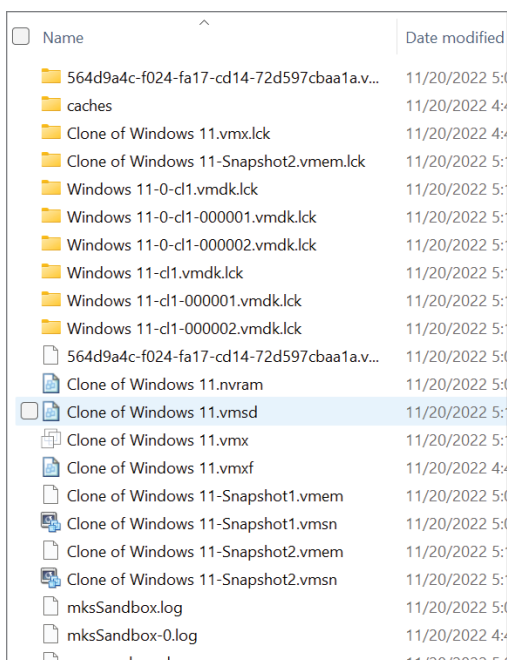 Name Date modified
564d9a4c-f024-fa17-cd14-72d597cbaa1a.v... 11/20/2022 5:0
caches 11/20/2022 4:4
Clone of Windows 11.vmx.lck 11/20/2022 4:4
Clone of Windows 11-Snapshot2.vmem.lck 11/20/2022 5:1
Windows 11-0-cl1.vmdk.lck 11/20/2022 5:1
Windows 11-0-cl1-000001.vmdk.lck 11/20/2022 5:1
Windows 11-0-cl1-000002.vmdk.lck 11/20/2022 5:1
Windows 11-cl1.vmdk.lck 11/20/2022 5:1
Windows 11-cl1-000001.vmdk.lck 11/20/2022 5:1
Windows 11-cl1-000002.vmdk.lck 11/20/2022 5:1
564d9a4c-f024-fa17-cd14-72d597cbaa1a.v... 11/20/2022 5:0
Clone of Windows 11.nvram 11/20/2022 5:0
Clone of Windows 11.vmsd 11/20/2022 5:1
Clone of Windows 11.vmx 11/20/2022 5:1
Clone of Windows 11.vmxf 11/20/2022 4:4
Clone of Windows 11-Snapshot1.vmem 11/20/2022 5:0
Clone of Windows 11-Snapshot1.vmsn 11/20/2022 5:0
Clone of Windows 11-Snapshot2.vmem 11/20/2022 5:1
Clone of Windows 11-Snapshot2.vmsn 11/20/2022 5:1
mksSandbox.log 11/20/2022 5:0
mksSandbox-0.log 11/20/2022 4:4